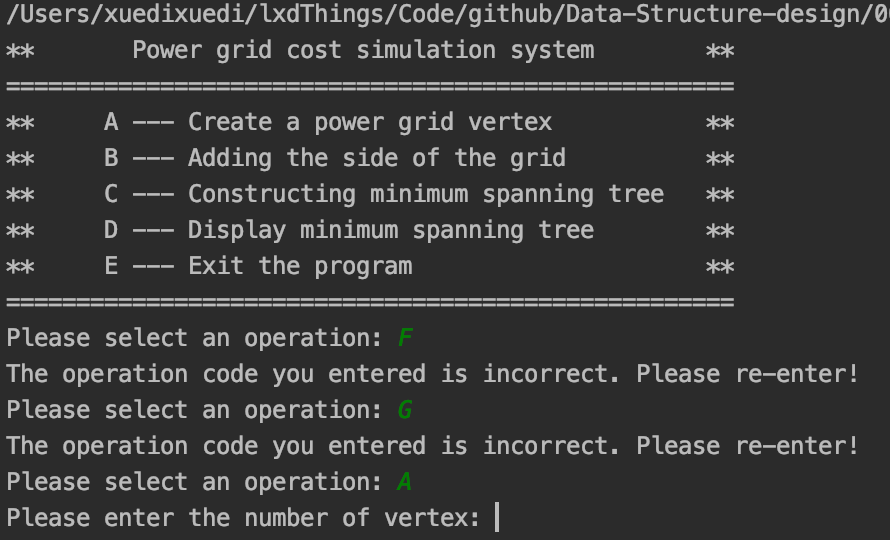 /Users/xuedixuedi/lxdThings/Code/github/Data-Structure-design/0
** Power grid cost simulation system **
====================================================
** A --- Create a power grid vertex **
** B --- Adding the side of the grid **
** C --- Constructing minimum spanning tree **
** D --- Display minimum spanning tree **
** E --- Exit the program **
====================================================
Please select an operation: F
The operation code you entered is incorrect. Please re-enter!
Please select an operation: G
The operation code you entered is incorrect. Please re-enter!
Please select an operation: A
Please enter the number of vertex: